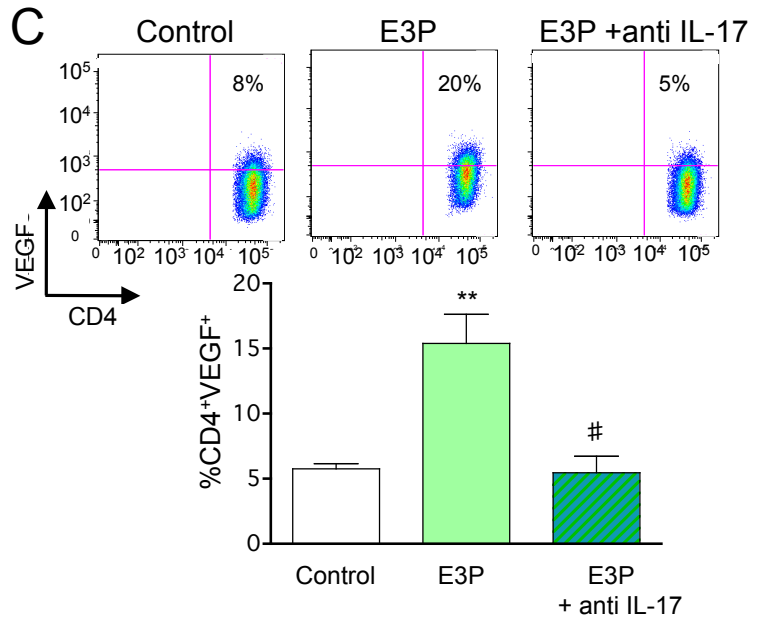 C
Control
E3P
E3P +anti IL-17
8%
20%
5%
10⁵
10⁴
10³
10²
0
0 10² 10³ 10⁴ 10⁵
0 10² 10³ 10⁴ 10⁵
0 10² 10³ 10⁴ 10⁵
VEGF
CD4
%CD4⁺VEGF⁺
20
15
10
5
0
**
#
Control
E3P
E3P
+ anti IL-17